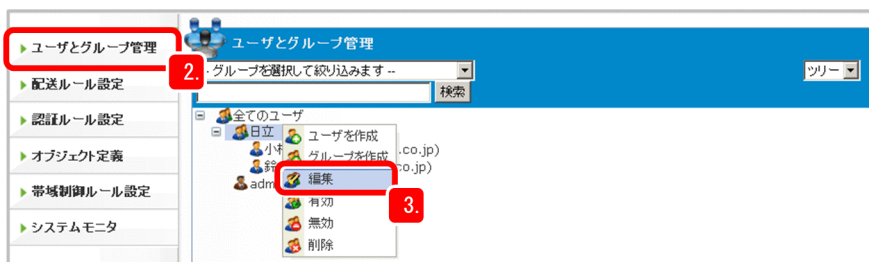 ユーザとグループ管理
配送ルール設定
認証ルール設定
オブジェクト定義
帯域制御ルール設定
システムモニタ
2.
ユーザとグループ管理
- グループを選択して絞り込みます --
ツリー
検索
全てのユーザ
日立
小
.co.jp)
鈴
co.jp)
adm
ユーザを作成
グループを作成
編集
有効
無効
削除
3.